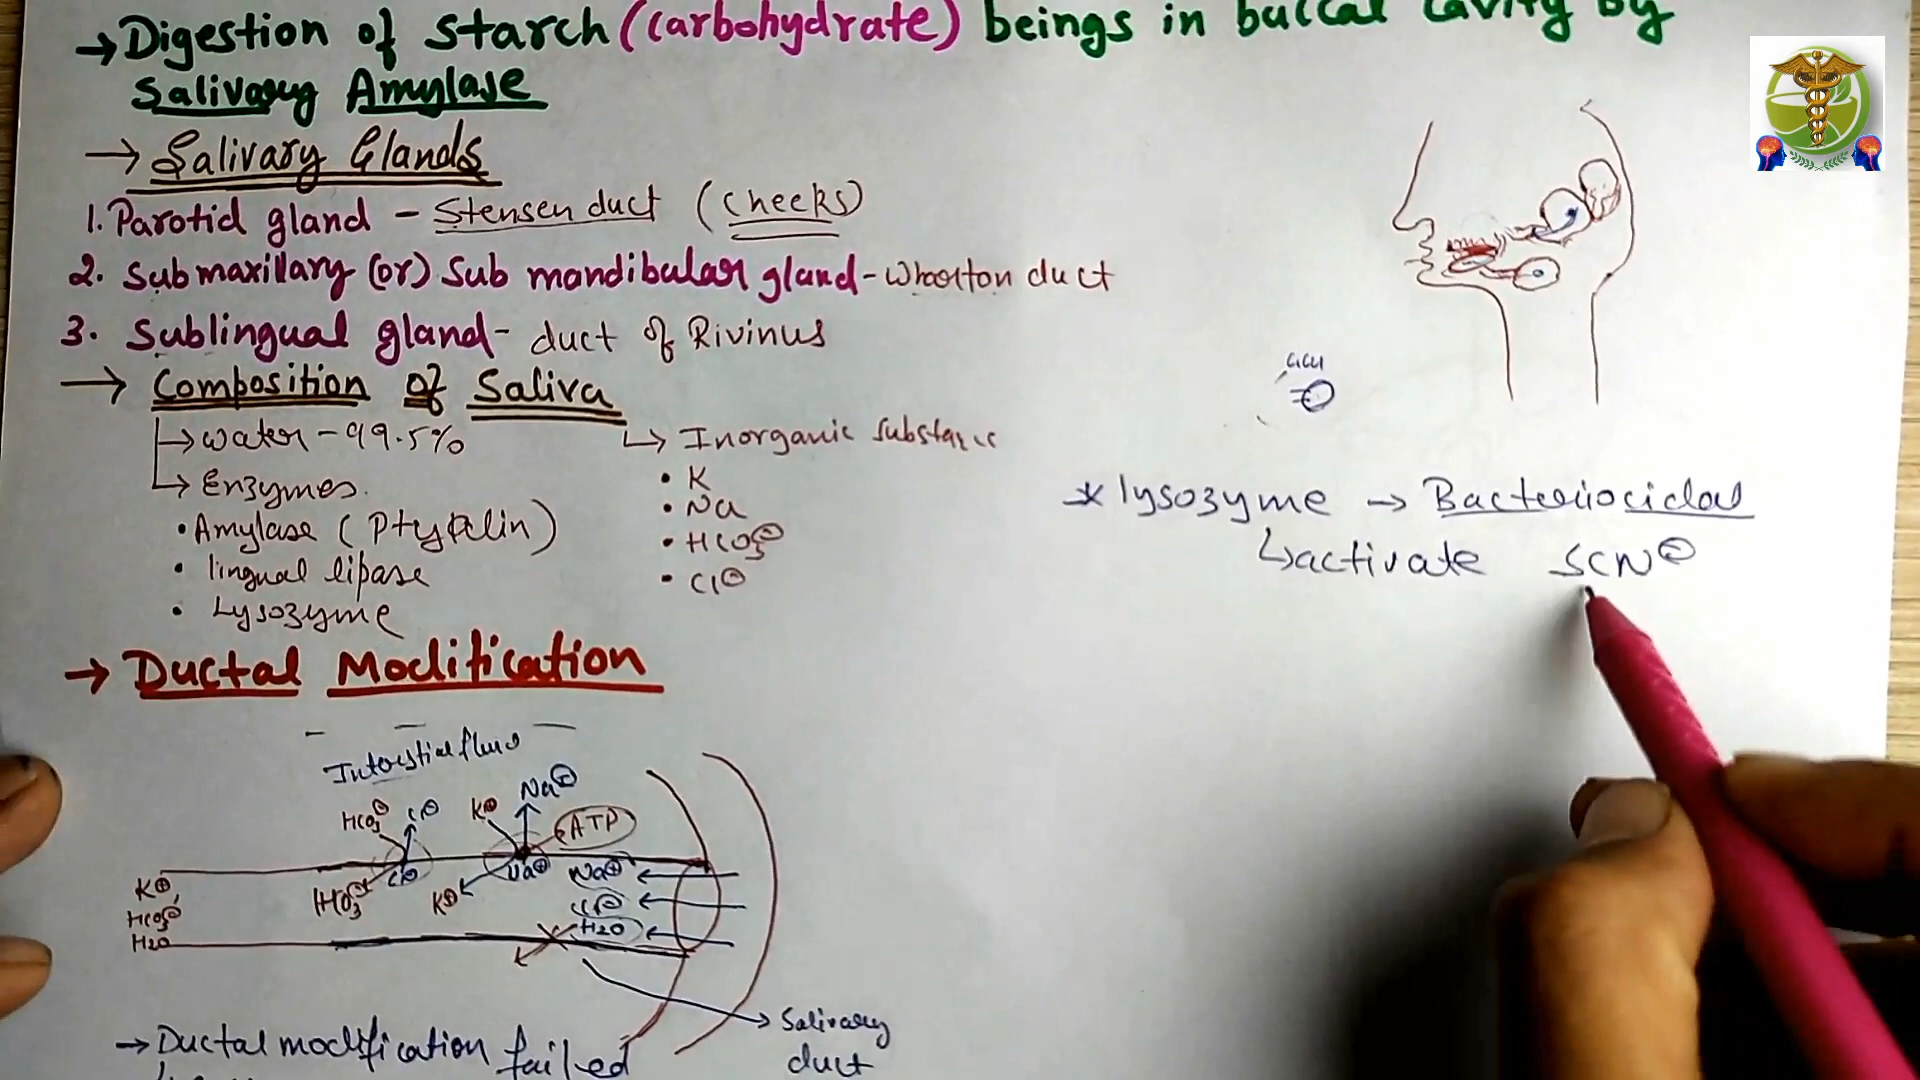 →Digestion of starch (carbohydrate) beings in buccal cavity by
Salivary Amylase
→ Salivary Glands
1. Parotid gland - Stensen duct (cheeks)
2. Submaxillary (or) Sub mandibular gland - Wharton duct
3. Sublingual gland - duct of Rivinus
→ Composition of Saliva
↳ water - 99.5%
↳ Enzymes.
• Amylase (Ptyalin)
• lingual lipase
• Lysozyme
↳ Inorganic substance
• K
• Na
• HCO3⊖
• Cl⊖
* lysozyme → Bacteriocidal
↳ activate SCN⊖
→ Ductal Modification
Interstial fluid
HCO3⊖ Cl⊖ K⊕ Na⊕ ATP
K⊕, HCO3⊖ Cl⊖ K⊕ Na⊕ Na⊕
HCO3⊖ Cl⊖
H2O H2O
Salivary
duct
→ Ductal modification failed